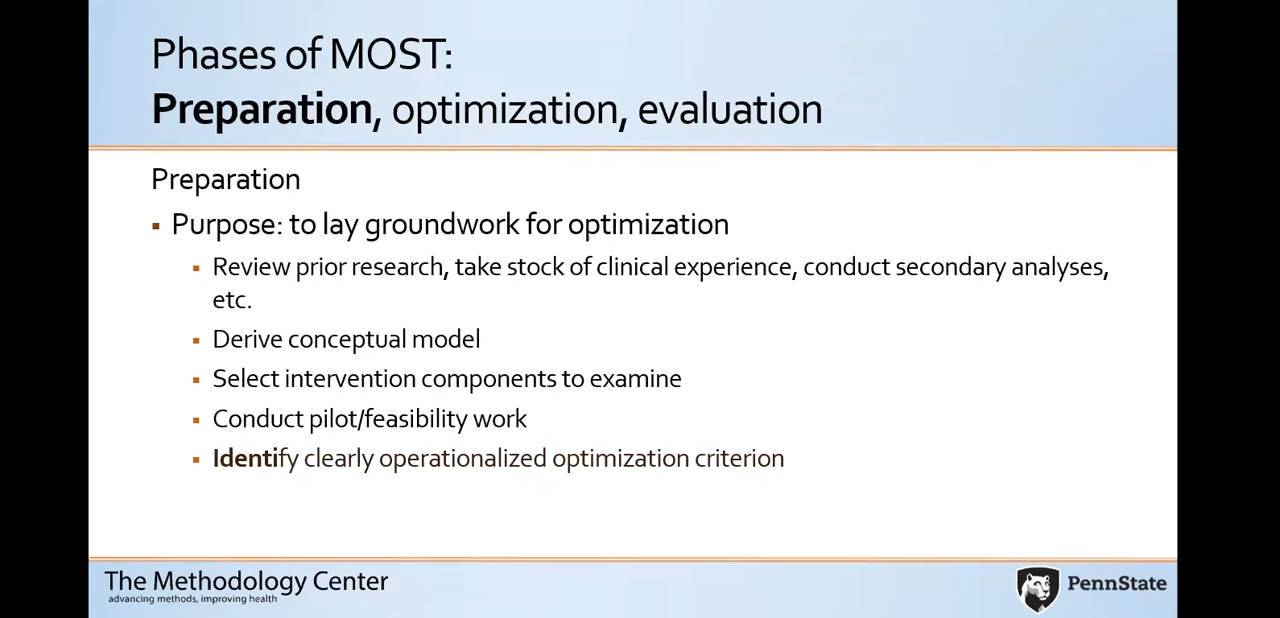 Phases of MOST:
Preparation, optimization, evaluation
Preparation
▪ Purpose: to lay groundwork for optimization
▪ Review prior research, take stock of clinical experience, conduct secondary analyses,
etc.
▪ Derive conceptual model
▪ Select intervention components to examine
▪ Conduct pilot/feasibility work
▪ Identify clearly operationalized optimization criterion
The Methodology Center
advancing methods, improving health
PennState